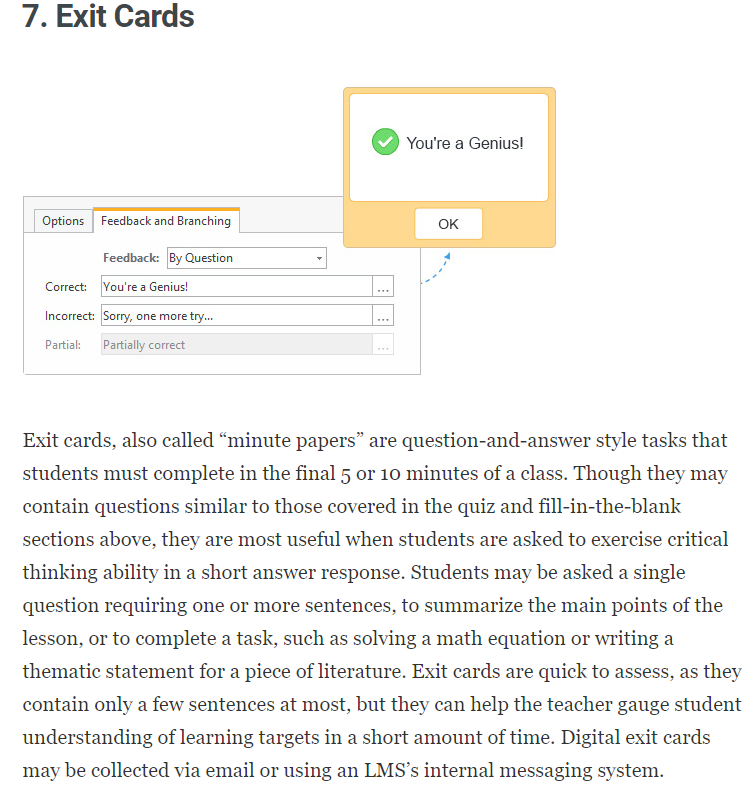 7. Exit Cards
You're a Genius!
OK
Options
Feedback and Branching
Feedback: By Question
Correct: You're a Genius! ...
Incorrect: Sorry, one more try... ...
Partial: Partially correct ...
Exit cards, also called “minute papers” are question-and-answer style tasks that
students must complete in the final 5 or 10 minutes of a class. Though they may
contain questions similar to those covered in the quiz and fill-in-the-blank
sections above, they are most useful when students are asked to exercise critical
thinking ability in a short answer response. Students may be asked a single
question requiring one or more sentences, to summarize the main points of the
lesson, or to complete a task, such as solving a math equation or writing a
thematic statement for a piece of literature. Exit cards are quick to assess, as they
contain only a few sentences at most, but they can help the teacher gauge student
understanding of learning targets in a short amount of time. Digital exit cards
may be collected via email or using an LMS’s internal messaging system.